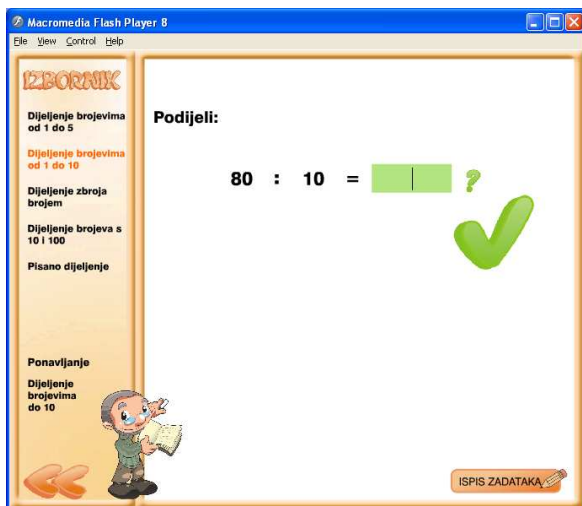 Macromedia Flash Player 8
File View Control Help
IZBORNIK
Dijeljenje brojevima
od 1 do 5
Dijeljenje brojevima
od 1 do 10
Dijeljenje zbroja
brojem
Dijeljenje brojeva s
10 i 100
Pisano dijeljenje
Ponavljanje
Dijeljenje
brojevima
do 10
Podijeli:
80 : 10 = ?
ISPIS ZADATAKA